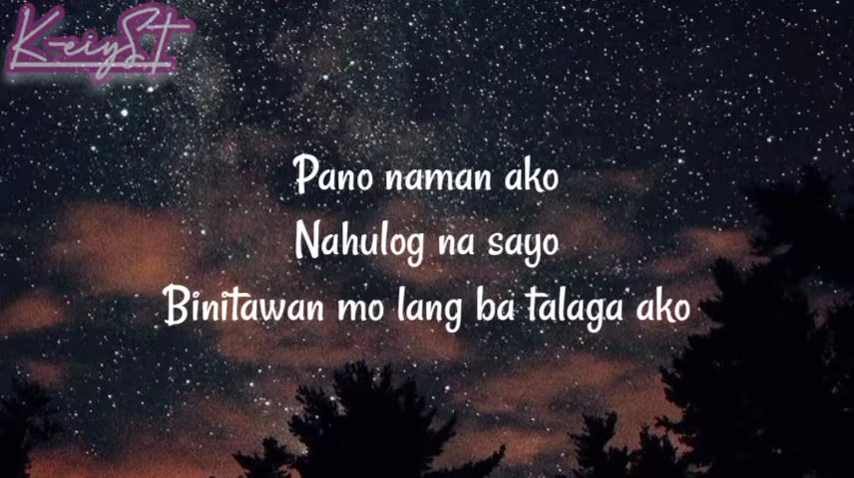 K-eiyST
Pano naman ako
Nahulog na sayo
Binitawan mo lang ba talaga ako